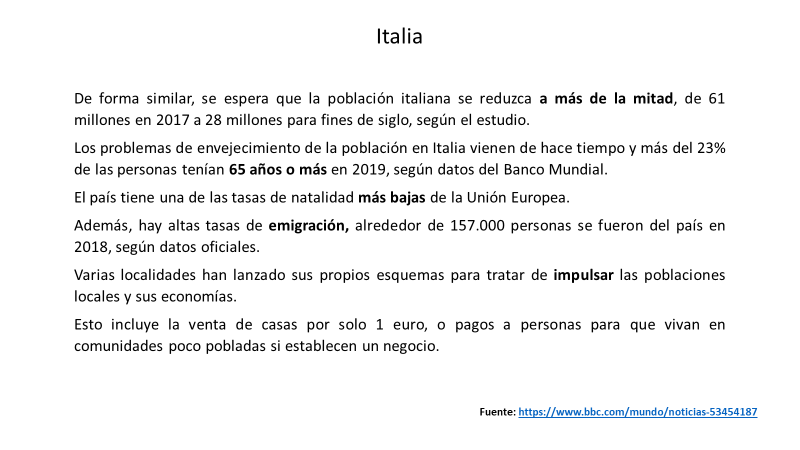 Italia
De forma similar, se espera que la población italiana se reduzca a más de la mitad, de 61
millones en 2017 a 28 millones para fines de siglo, según el estudio.
Los problemas de envejecimiento de la población en Italia vienen de hace tiempo y más del 23%
de las personas tenían 65 años o más en 2019, según datos del Banco Mundial.
El país tiene una de las tasas de natalidad más bajas de la Unión Europea.
Además, hay altas tasas de emigración, alrededor de 157.000 personas se fueron del país en
2018, según datos oficiales.
Varias localidades han lanzado sus propios esquemas para tratar de impulsar las poblaciones
locales y sus economías.
Esto incluye la venta de casas por solo 1 euro, o pagos a personas para que vivan en
comunidades poco pobladas si establecen un negocio.
Fuente: https://www.bbc.com/mundo/noticias-53454187